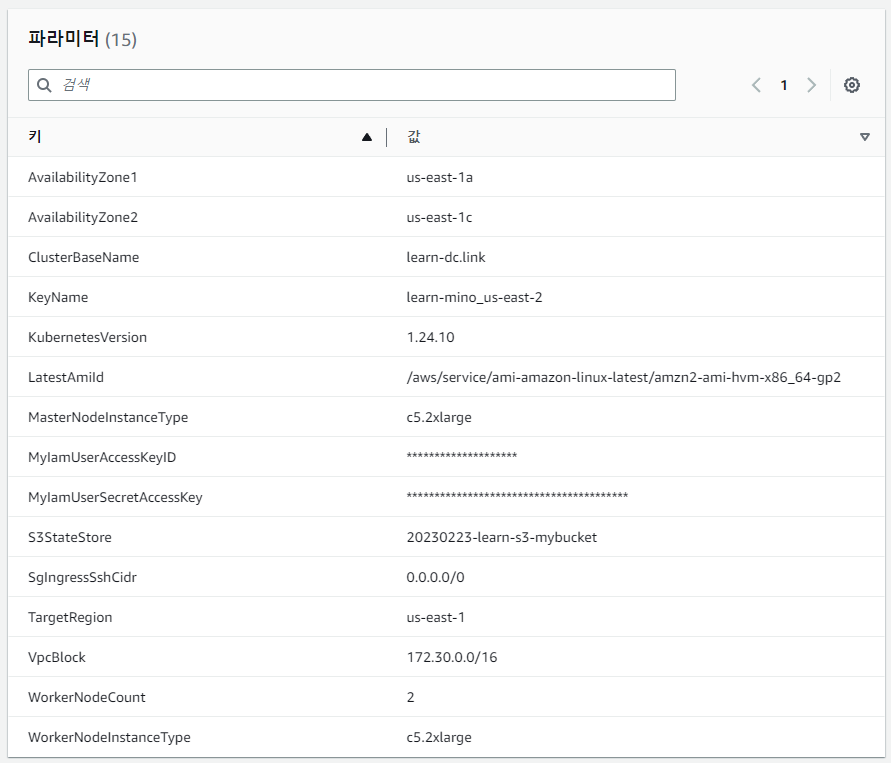 파라미터 (15)
검색
1
키 값
AvailabilityZone1 us-east-1a
AvailabilityZone2 us-east-1c
ClusterBaseName learn-dc.link
KeyName learn-mino_us-east-2
KubernetesVersion 1.24.10
LatestAmiId /aws/service/ami-amazon-linux-latest/amzn2-ami-hvm-x86_64-gp2
MasterNodeInstanceType c5.2xlarge
MyIamUserAccessKeyID ********************
MyIamUserSecretAccessKey ****************************************
S3StateStore 20230223-learn-s3-mybucket
SgIngressSshCidr 0.0.0.0/0
TargetRegion us-east-1
VpcBlock 172.30.0.0/16
WorkerNodeCount 2
WorkerNodeInstanceType c5.2xlarge